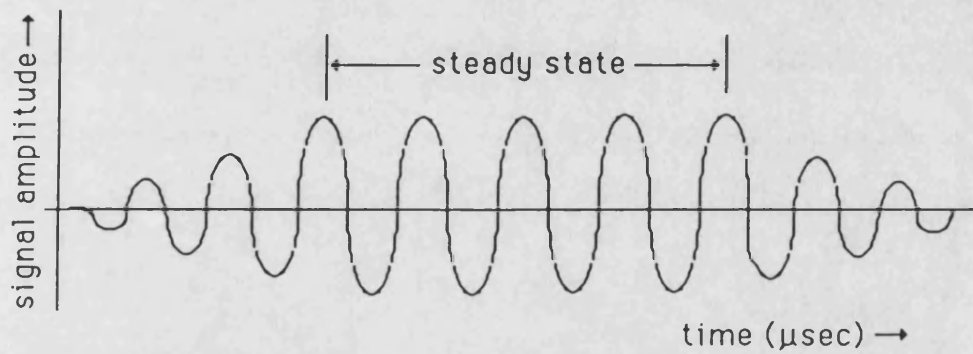 signal amplitude→
steady state
time (μsec) →